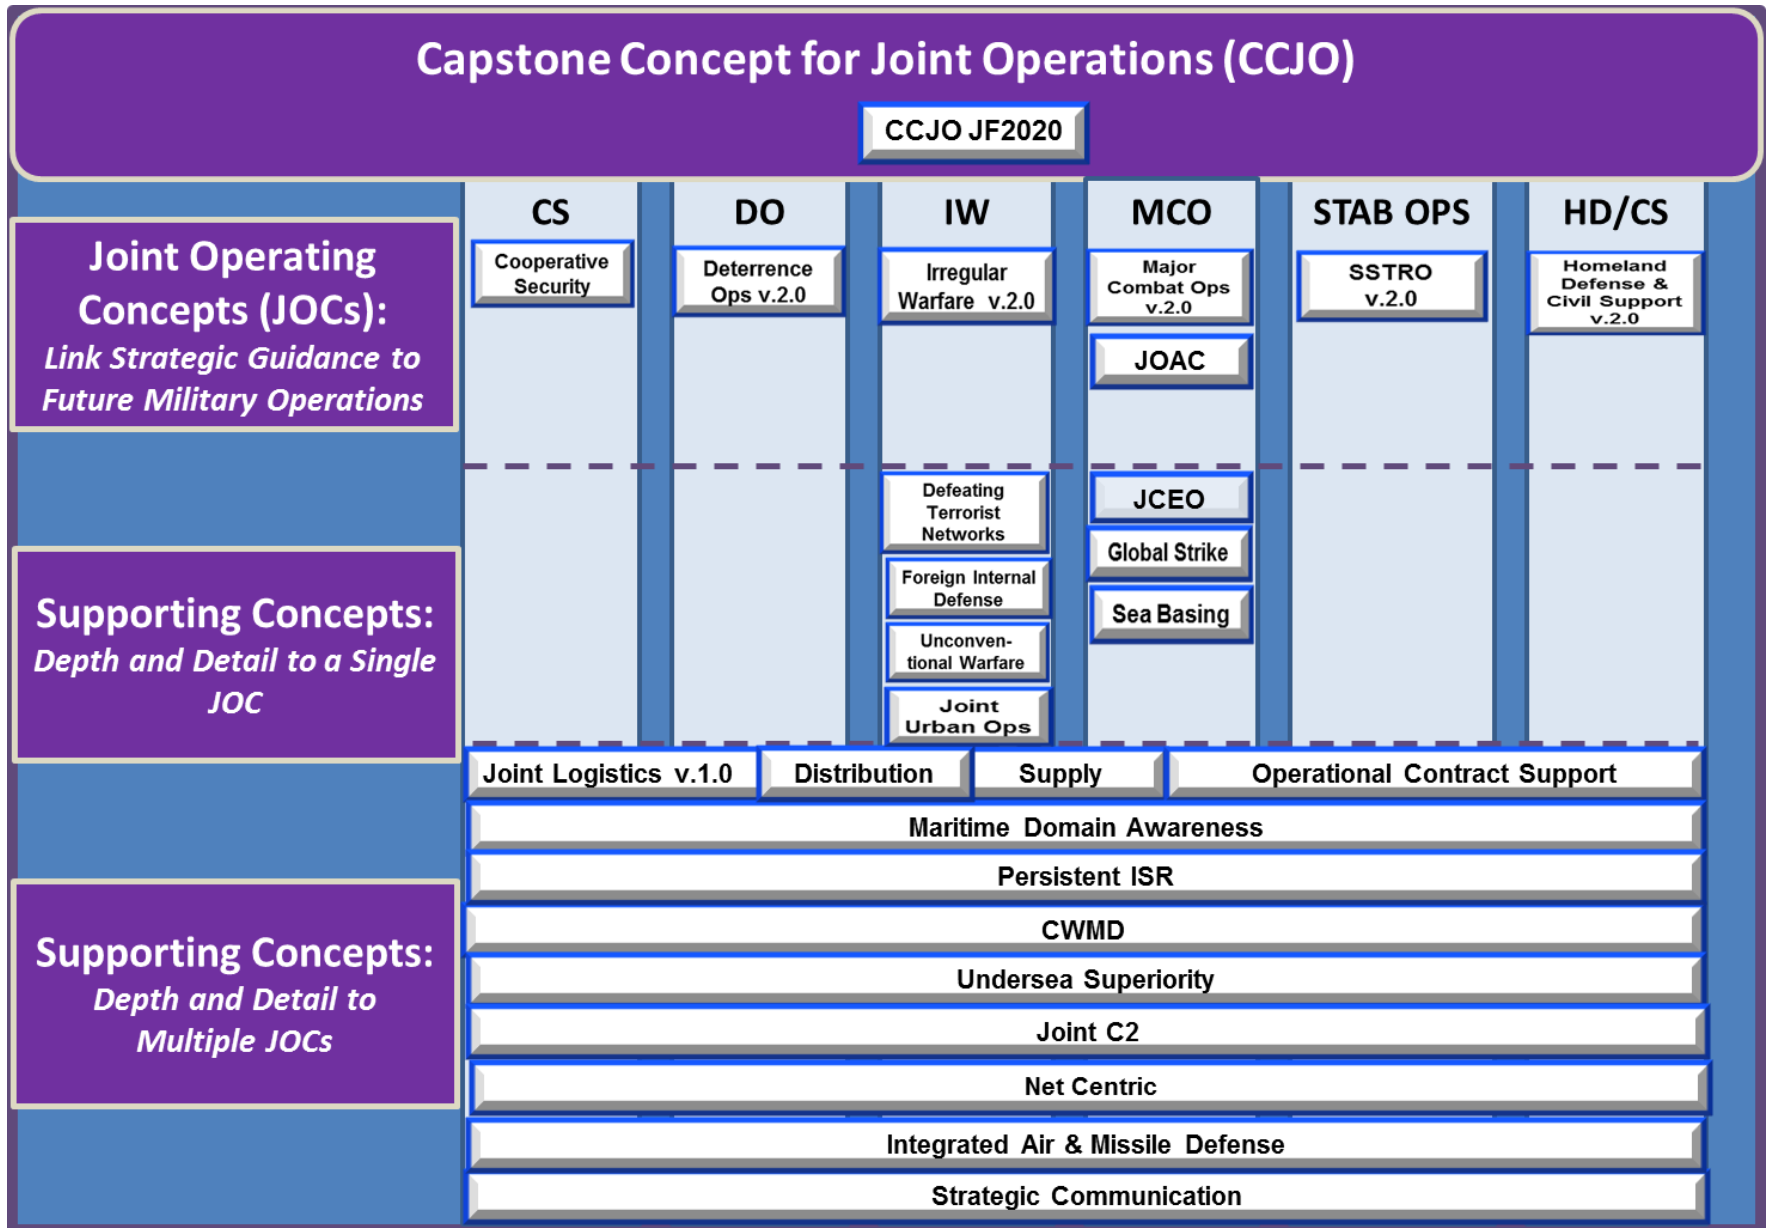 Capstone Concept for Joint Operations (CCJO)
CCJO JF2020
CS
DO
IW
MCO
STAB OPS
HD/CS
Joint Operating
Concepts (JOCs):
Link Strategic Guidance to
Future Military Operations
Cooperative
Security
Deterrence
Ops v.2.0
Irregular
Warfare v.2.0
Major
Combat Ops
v.2.0
SSTRO
v.2.0
Homeland
Defense &
Civil Support
v.2.0
JOAC
Supporting Concepts:
Depth and Detail to a Single
JOC
Defeating
Terrorist
Networks
Foreign Internal
Defense
Unconven-
tional Warfare
Joint
Urban Ops
JCEO
Global Strike
Sea Basing
Supporting Concepts:
Depth and Detail to
Multiple JOCs
Joint Logistics v.1.0
Distribution
Supply
Operational Contract Support
Maritime Domain Awareness
Persistent ISR
CWMD
Undersea Superiority
Joint C2
Net Centric
Integrated Air & Missile Defense
Strategic Communication